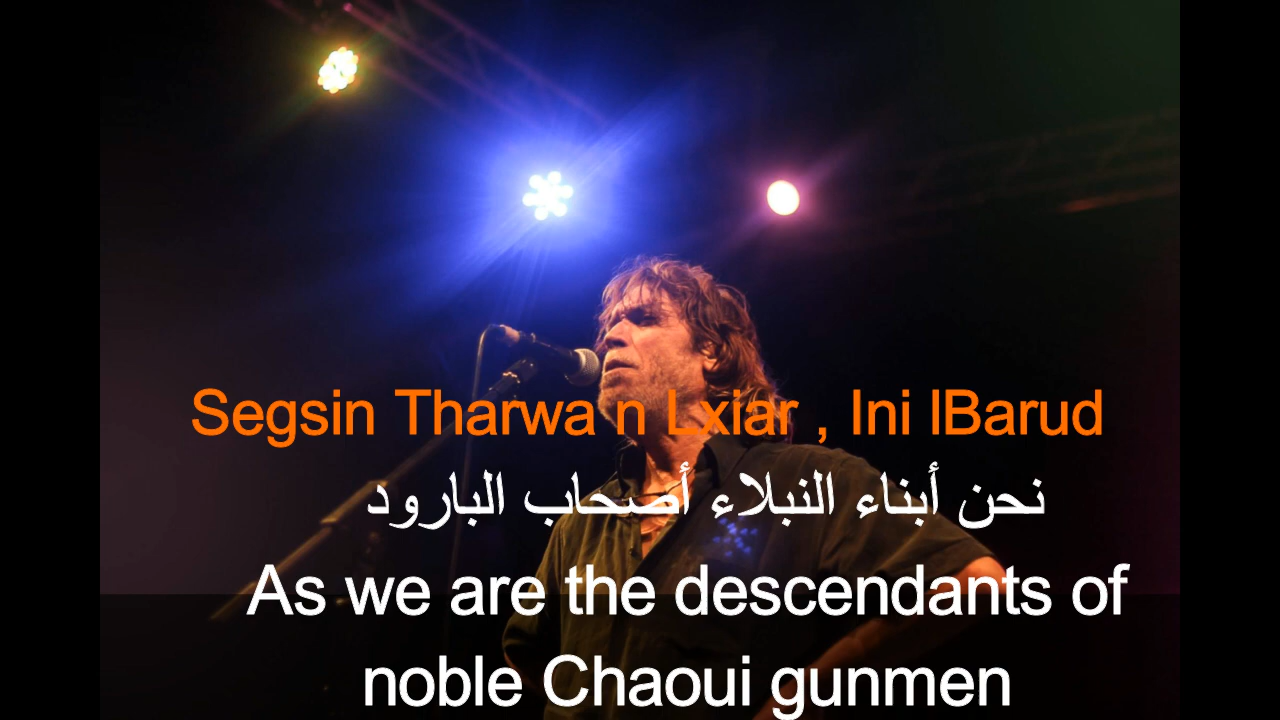 Segsin Tharwa n Lxiar , Ini lBarud
نحن أبناء النبلاء أصحاب البارود
As we are the descendants of
noble Chaoui gunmen